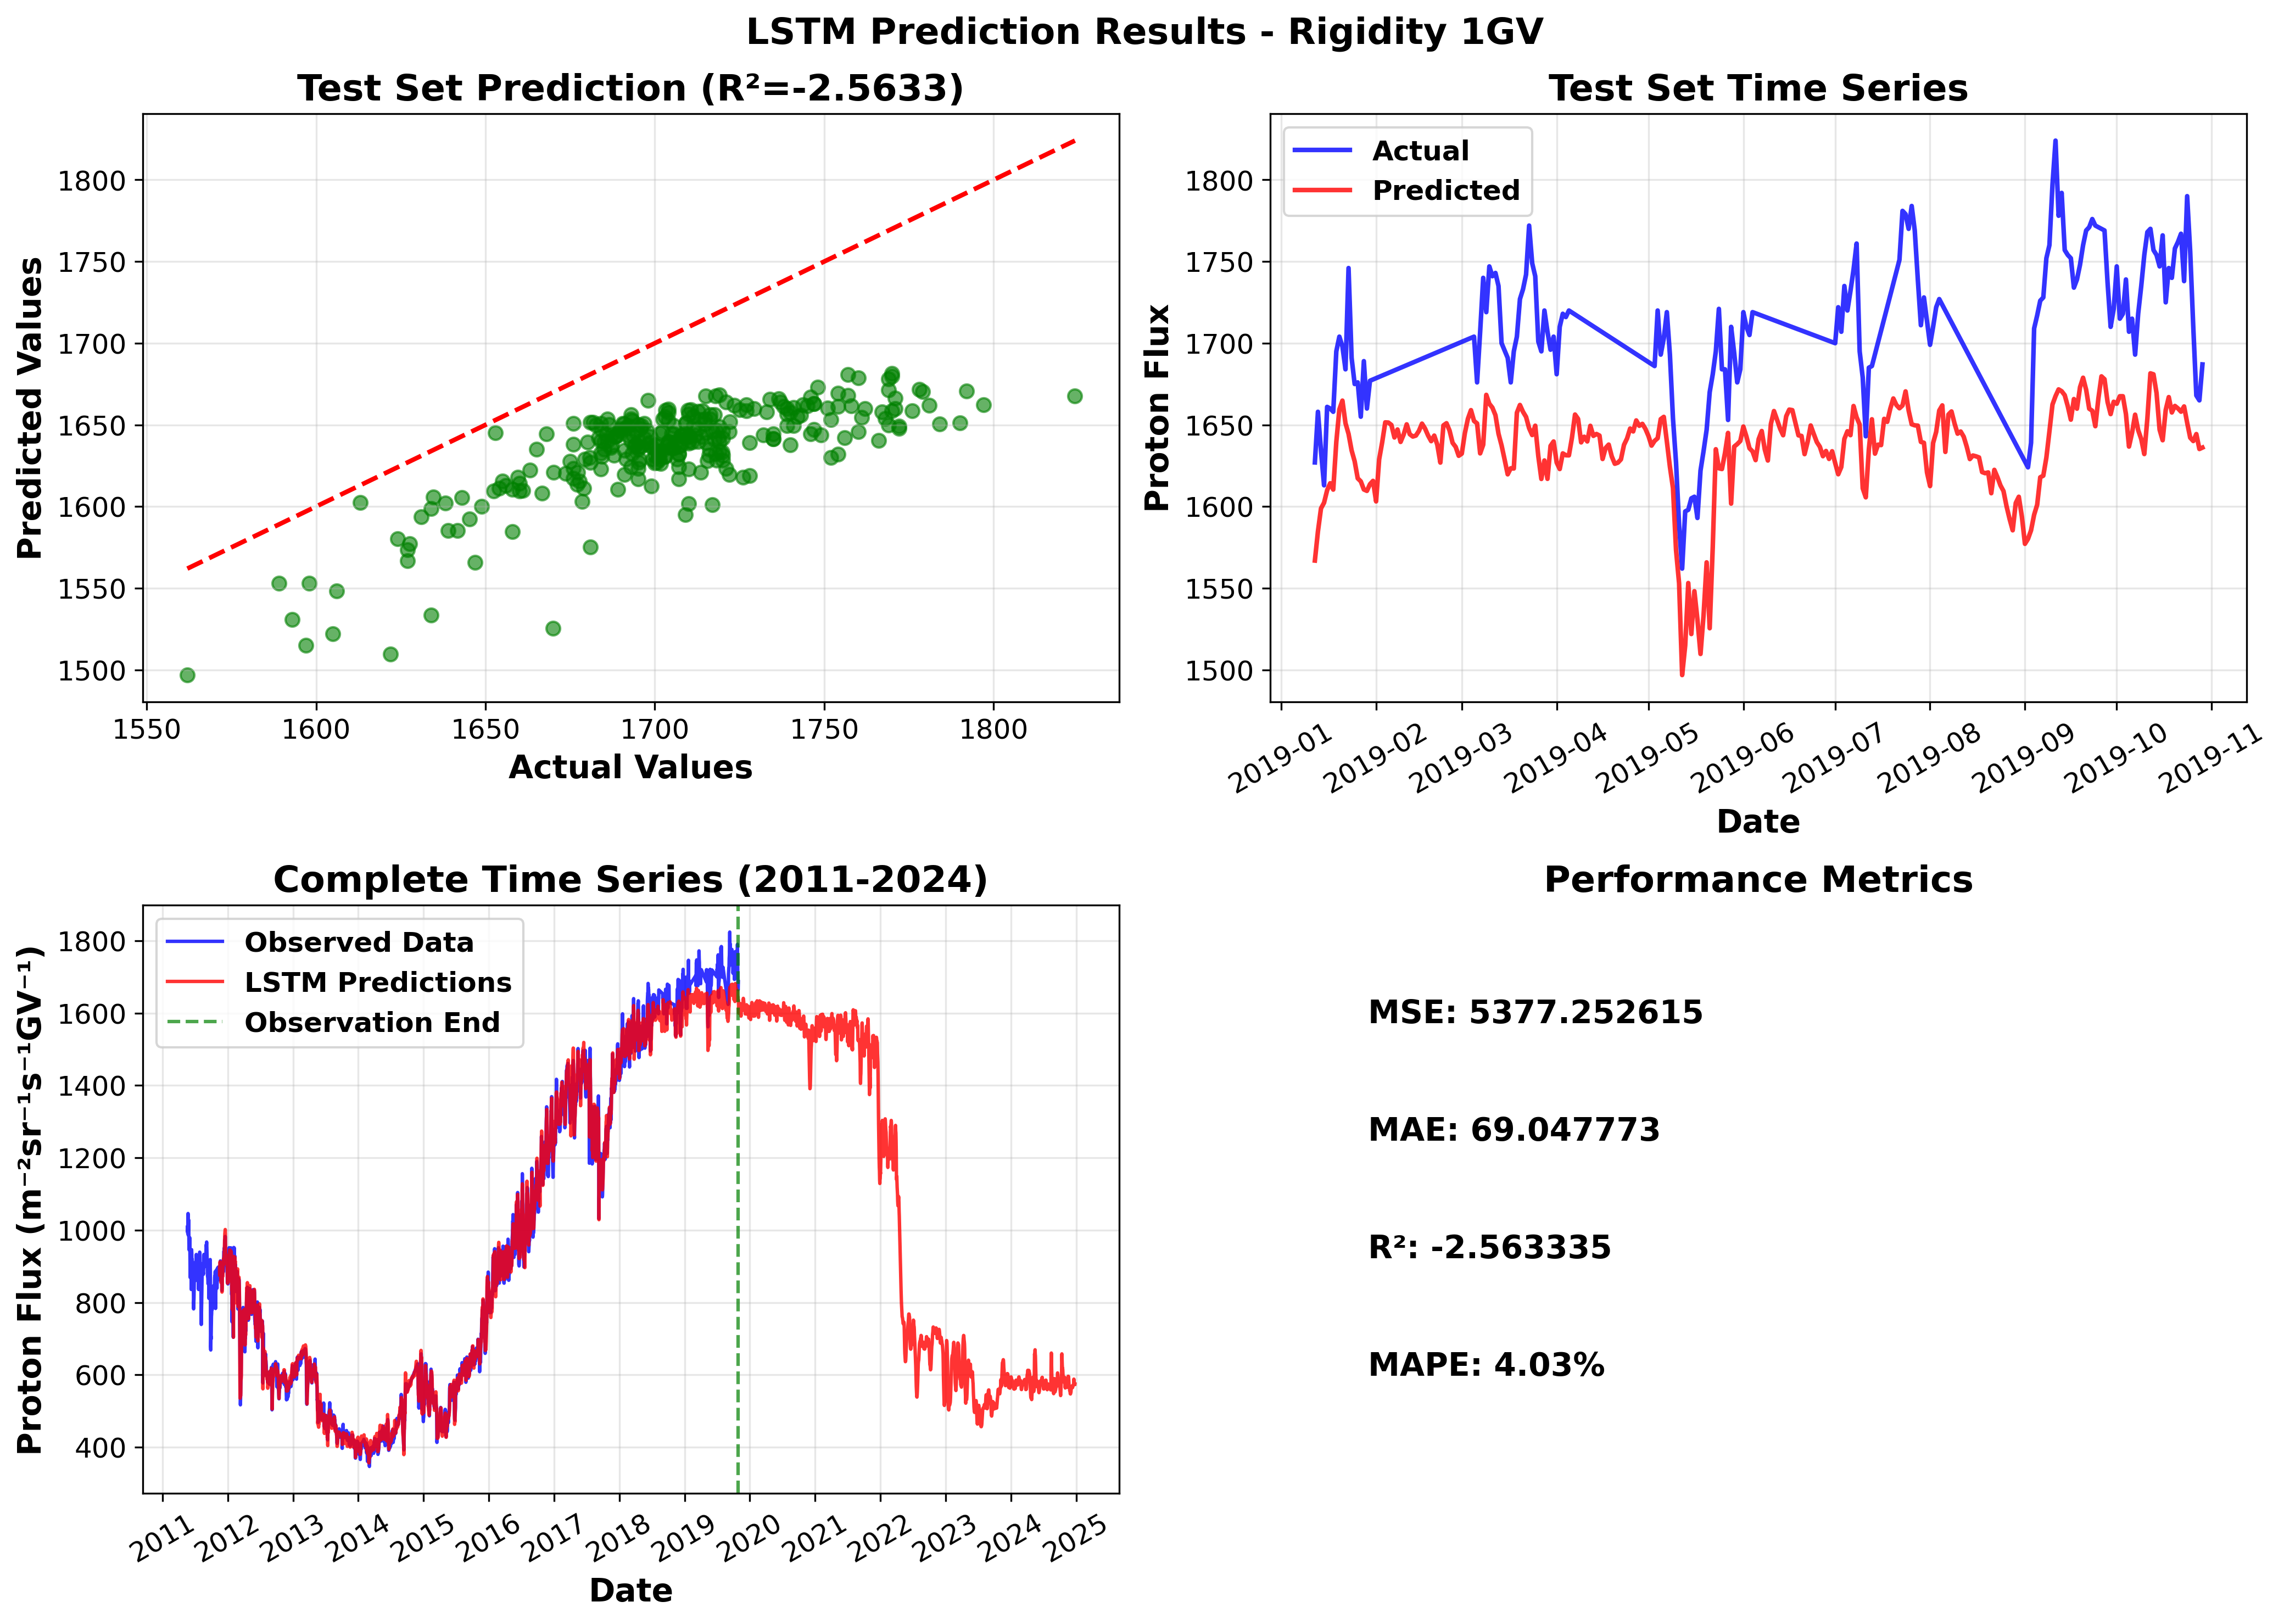 LSTM Prediction Results - Rigidity 1GV
Test Set Prediction (R²=-2.5633)
Predicted Values
1800
1750
1700
1650
1600
1550
1500
1550 1600 1650 1700 1750 1800
Actual Values
Test Set Time Series
Actual
Predicted
Proton Flux
1800
1750
1700
1650
1600
1550
1500
2019-01 2019-02 2019-03 2019-04 2019-05 2019-06 2019-07 2019-08 2019-09 2019-10 2019-11
Date
Complete Time Series (2011-2024)
Observed Data
LSTM Predictions
Observation End
Proton Flux (m⁻²sr⁻¹s⁻¹GV⁻¹)
1800
1600
1400
1200
1000
800
600
400
2011 2012 2013 2014 2015 2016 2017 2018 2019 2020 2021 2022 2023 2024 2025
Date
Performance Metrics
MSE: 5377.252615
MAE: 69.047773
R²: -2.563335
MAPE: 4.03%